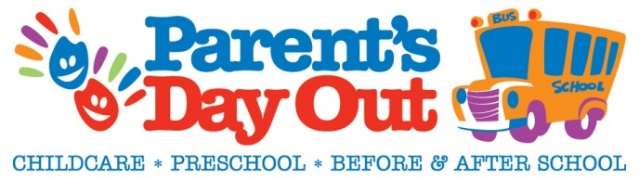 Parent's
Day Out
BUS
SCHOOL
CHILDCARE * PRESCHOOL * BEFORE & AFTER SCHOOL